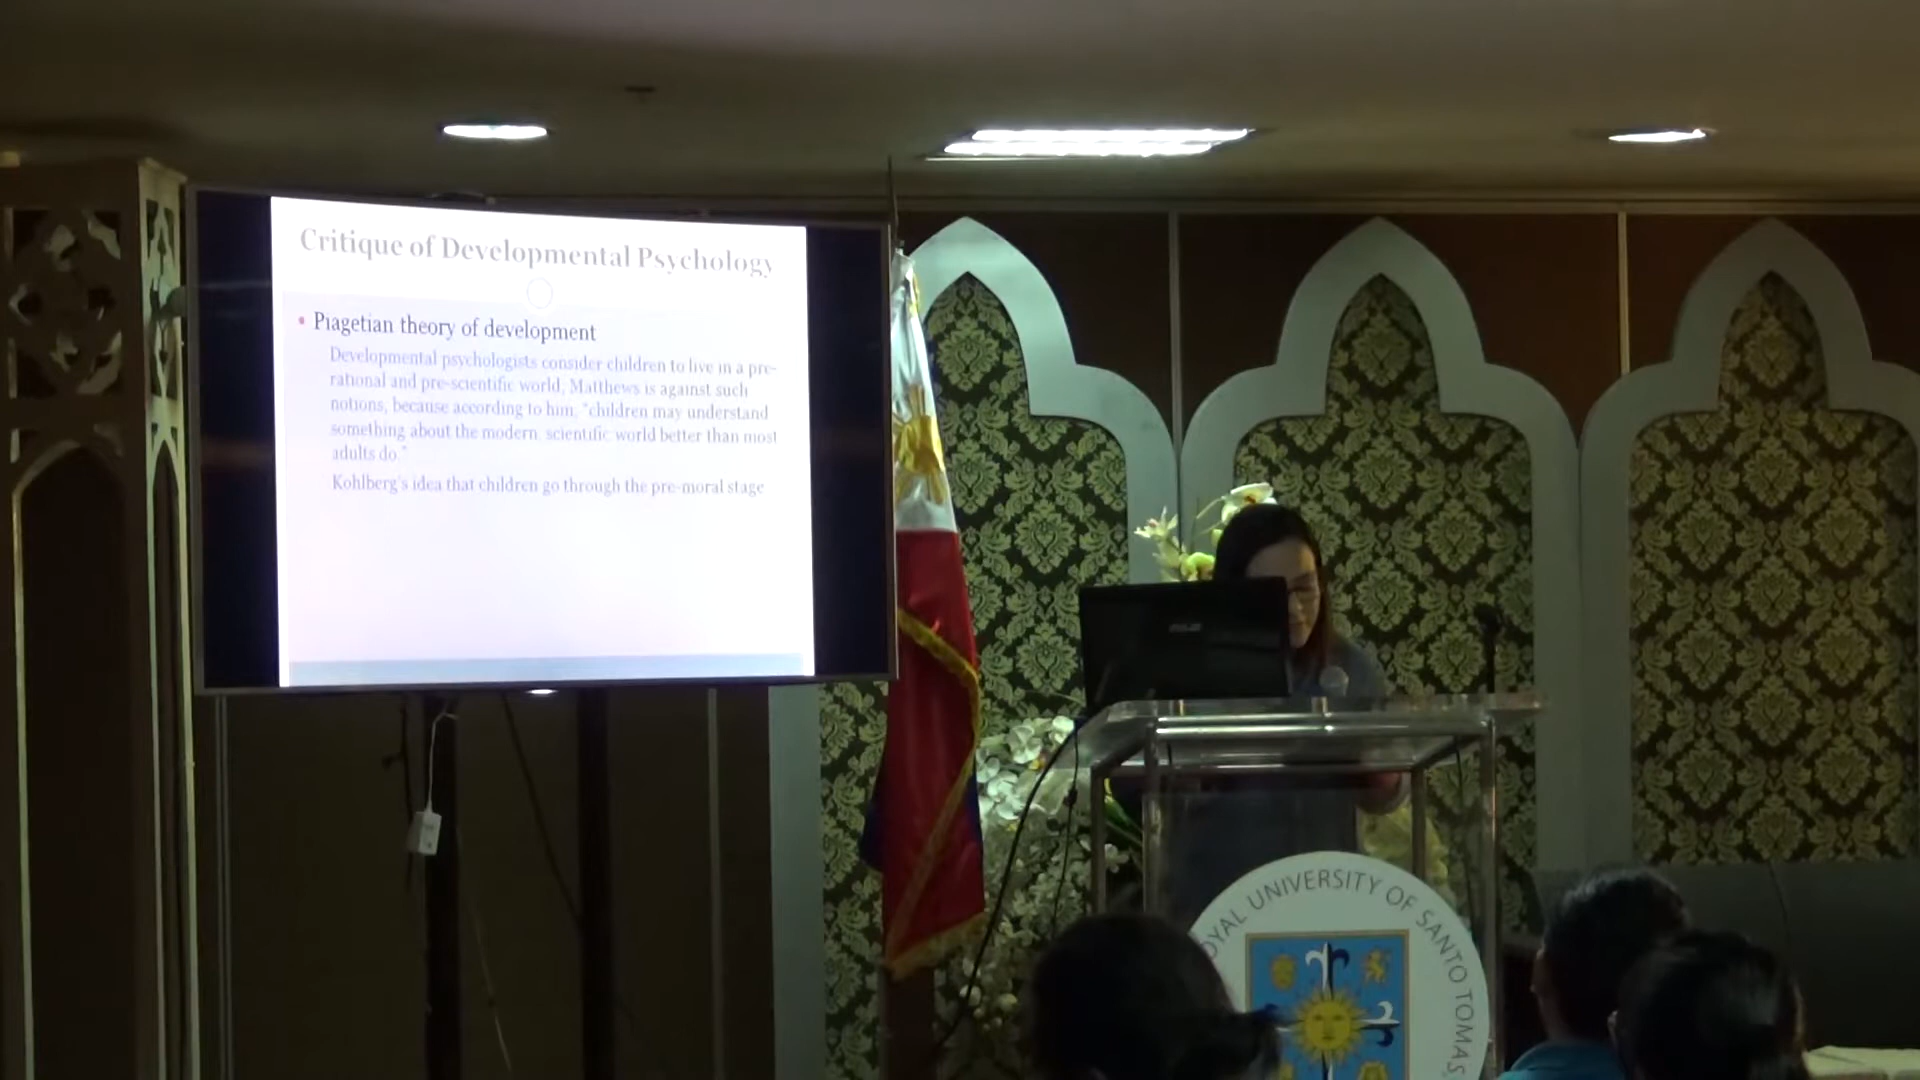 Critique of Developmental Psychology
• Piagetian theory of development
Developmental psychologists consider children to live in a pre-
rational and pre-scientific world; Matthews is against such
notions, because according to him, "children may understand
something about the modern, scientific world better than most
adults do."
Kohlberg's idea that children go through the pre-moral stage
ASUS
ROYAL UNIVERSITY OF SANTO TOMAS